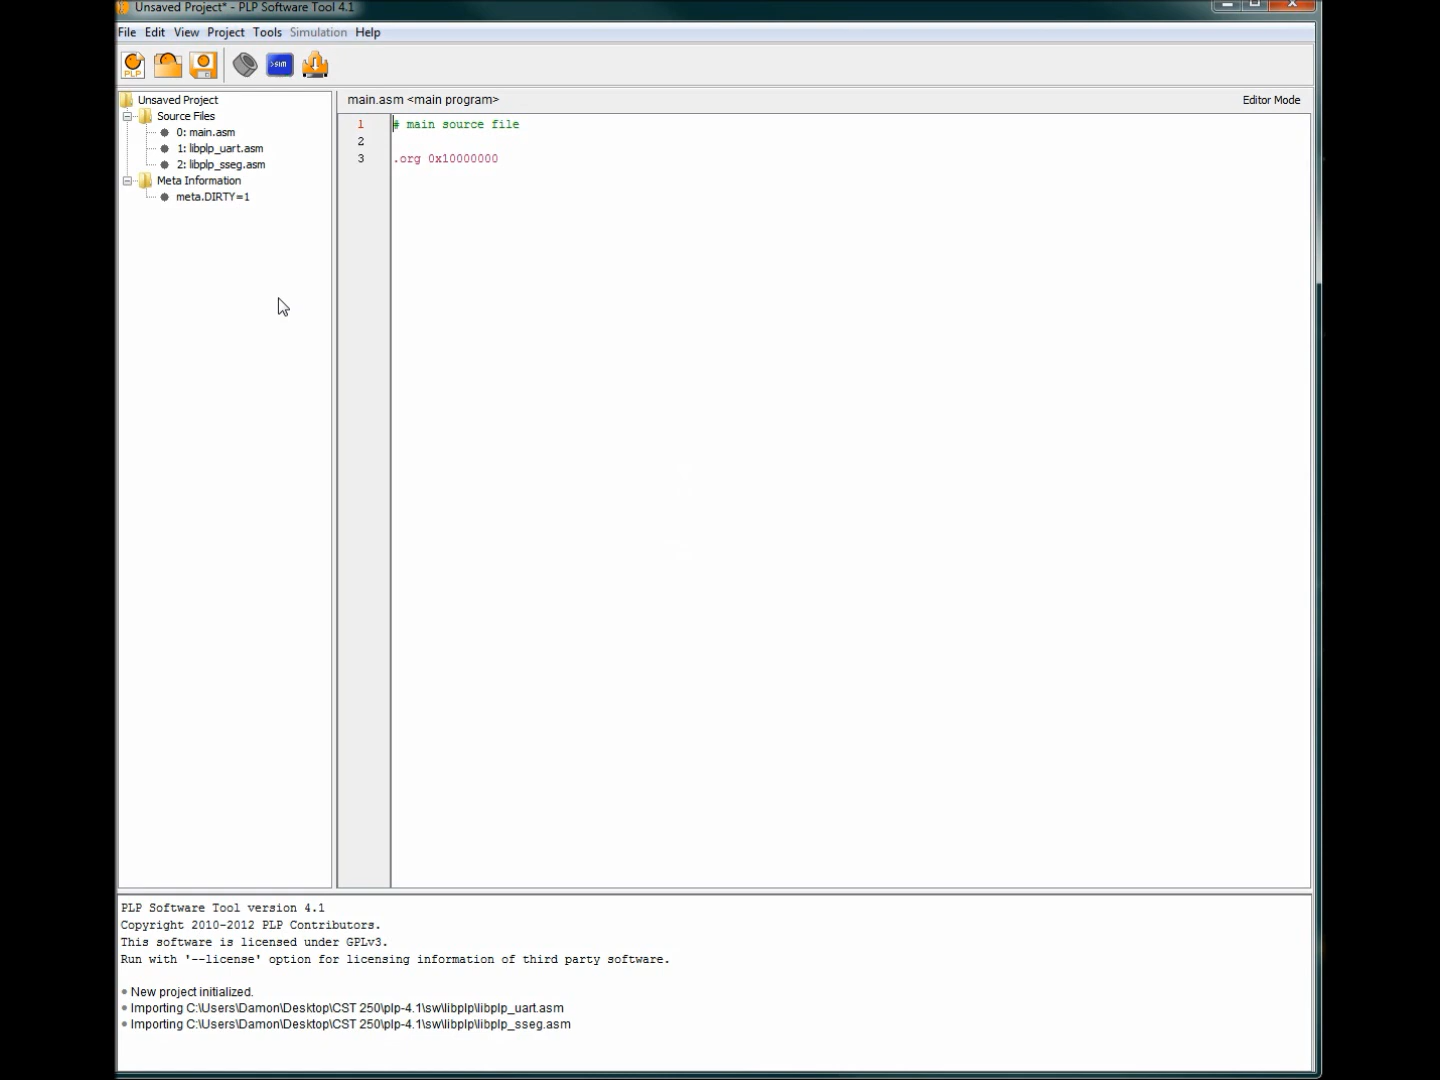 Unsaved Project* - PLP Software Tool 4.1
File Edit View Project Tools Simulation Help
PLP
>SIM
Unsaved Project
Source Files
0: main.asm
1: libplp_uart.asm
2: libplp_sseg.asm
Meta Information
meta.DIRTY=1
main.asm <main program>
Editor Mode
1 # main source file
2
3 .org 0x10000000
PLP Software Tool version 4.1
Copyright 2010-2012 PLP Contributors.
This software is licensed under GPLv3.
Run with '--license' option for licensing information of third party software.
New project initialized.
Importing C:\Users\Damon\Desktop\CST 250\plp-4.1\sw\libplp\libplp_uart.asm
Importing C:\Users\Damon\Desktop\CST 250\plp-4.1\sw\libplp\libplp_sseg.asm